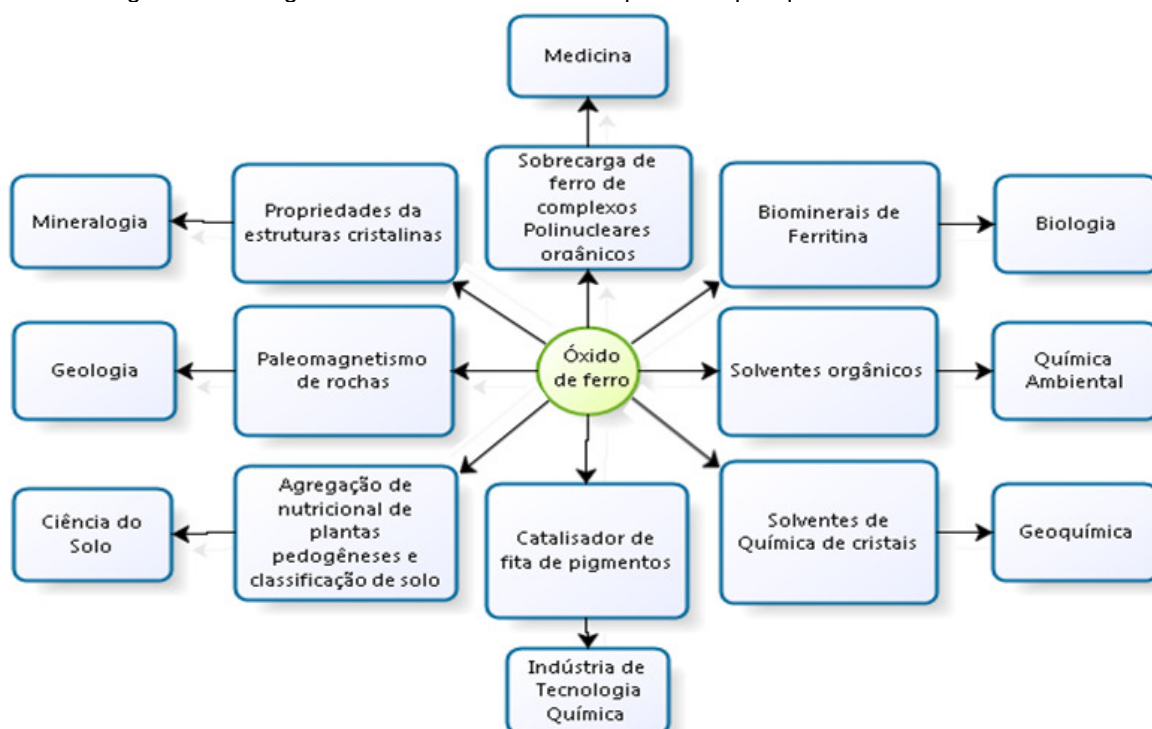 Medicina
Sobrecarga de
ferro de
complexos
Polinucleares
orgânicos
Mineralogia
Propriedades da
estruturas cristalinas
Biominerais de
Ferritina
Biologia
Geologia
Paleomagnetismo
de rochas
Óxido
de ferro
Solventes orgânicos
Química
Ambiental
Ciência do
Solo
Agregação de
nutricional de
plantas
pedogêneses e
classificação de solo
Catalisador de
fita de pigmentos
Solventes de
Química de cristais
Geoquímica
Indústria de
Tecnologia
Química